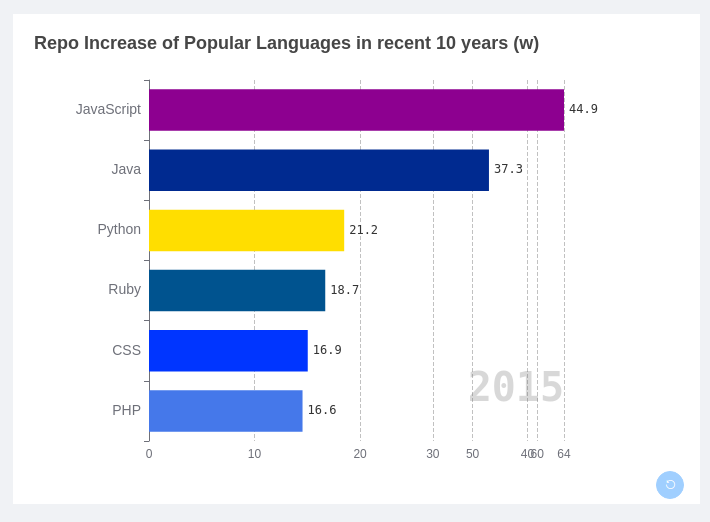 Repo Increase of Popular Languages in recent 10 years (w)
JavaScript 44.9
Java 37.3
Python 21.2
Ruby 18.7
CSS 16.9
PHP 16.6
2015
0 10 20 30 50 40 60 64